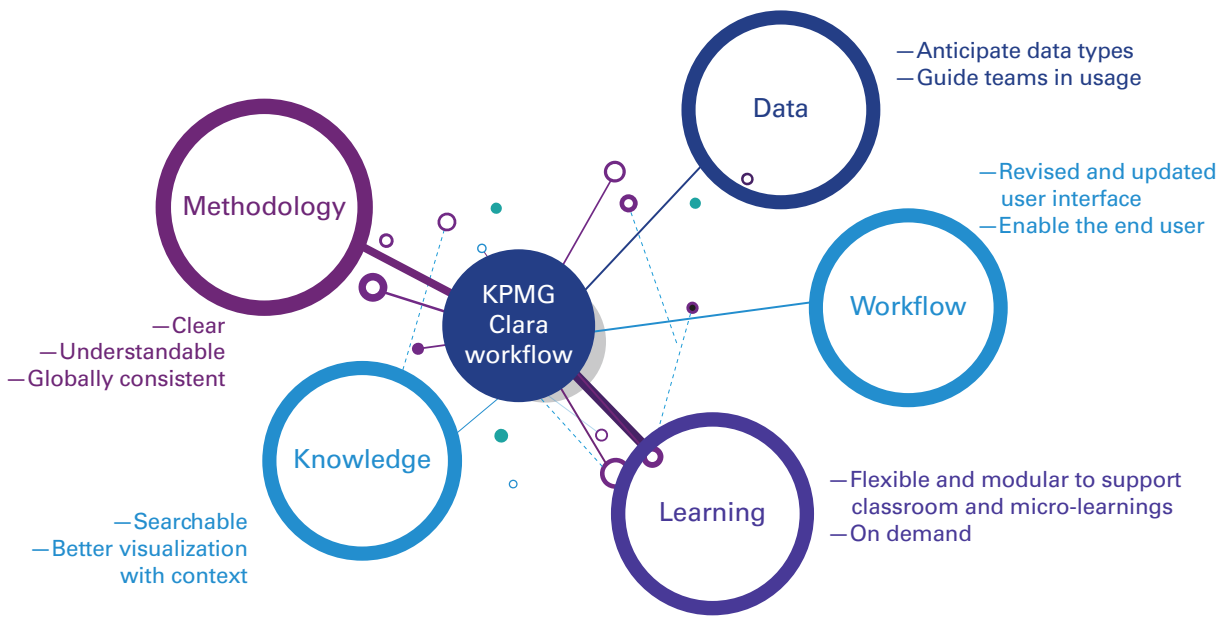 Data
—Anticipate data types
—Guide teams in usage
Methodology
—Clear
—Understandable
—Globally consistent
KPMG
Clara
workflow
Workflow
—Revised and updated
user interface
—Enable the end user
Knowledge
—Searchable
—Better visualization
with context
Learning
—Flexible and modular to support
classroom and micro-learnings
—On demand